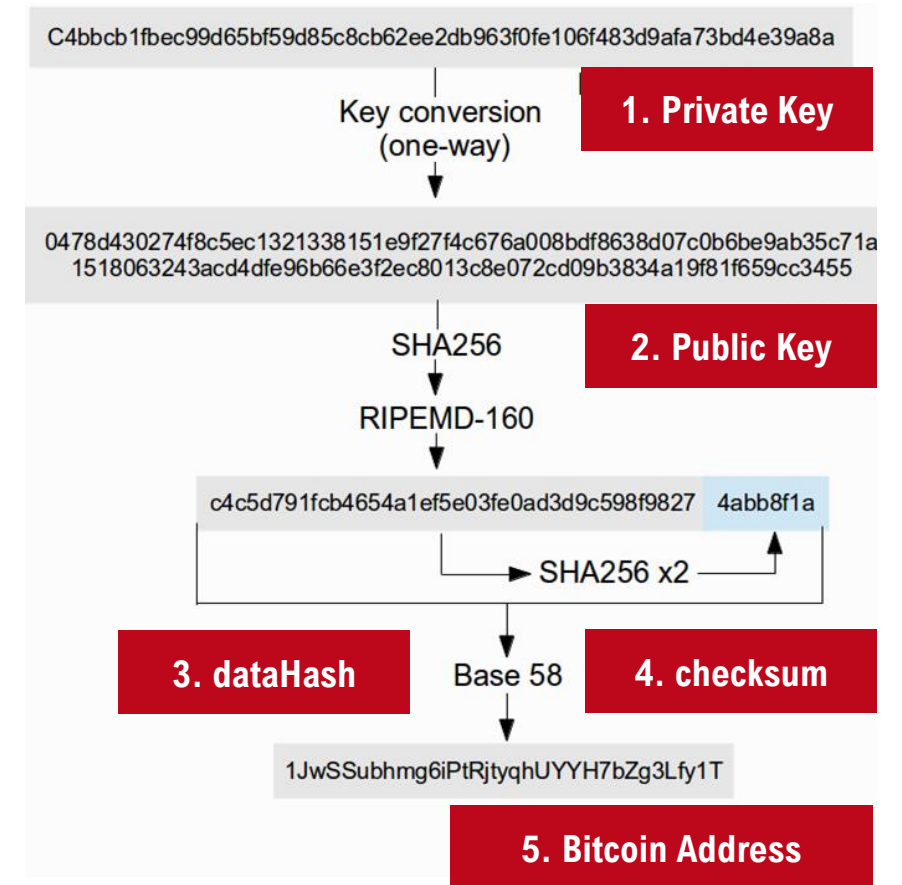 C4bbcb1fbec99d65bf59d85c8cb62ee2db963f0fe106f483d9afa73bd4e39a8a
1. Private Key
Key conversion
(one-way)
0478d430274f8c5ec1321338151e9f27f4c676a008bdf8638d07c0b6be9ab35c71a
1518063243acd4dfe96b66e3f2ec8013c8e072cd09b3834a19f81f659cc3455
2. Public Key
SHA256
RIPEMD-160
c4c5d791fcb4654a1ef5e03fe0ad3d9c598f9827 4abb8f1a
SHA256 x2
3. dataHash
Base 58
4. checksum
1JwSSubhmg6iPtRjtyqhUYYH7bZg3Lfy1T
5. Bitcoin Address